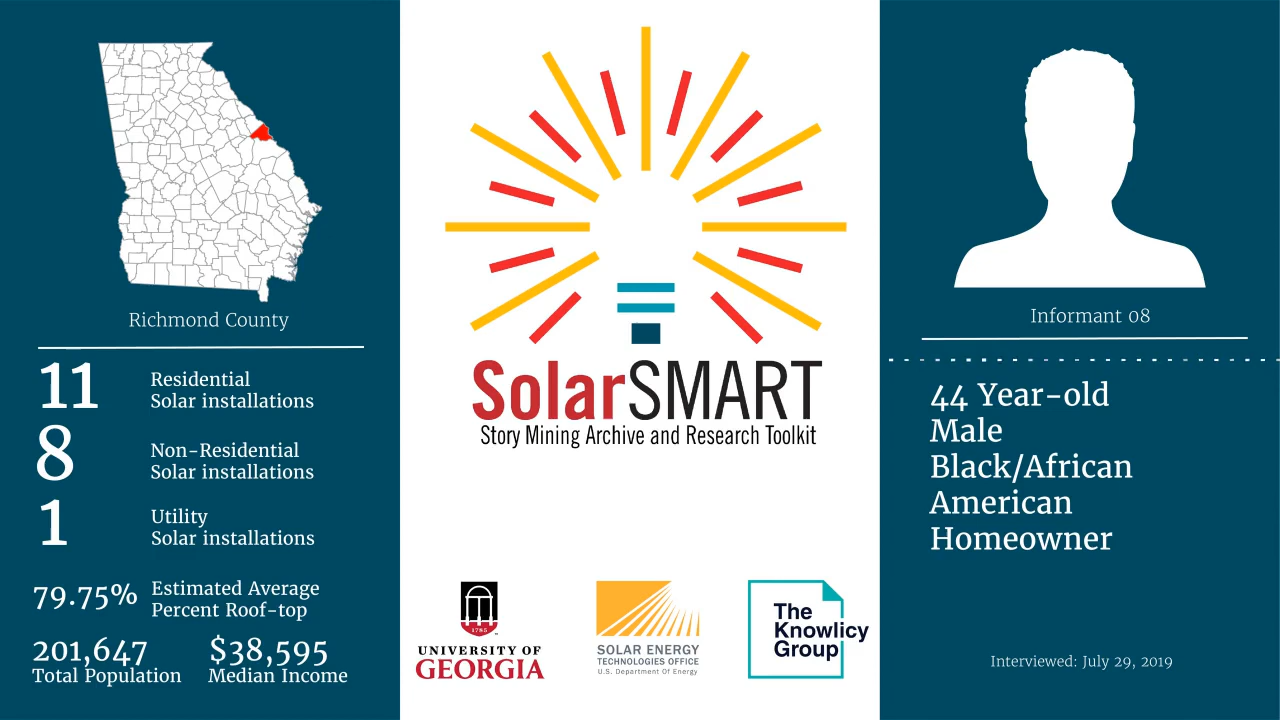 Richmond County
11 Residential
Solar installations
8 Non-Residential
Solar installations
1 Utility
Solar installations
79.75% Estimated Average
Percent Roof-top
201,647 $38,595
Total Population Median Income
SolarSMART
Story Mining Archive and Research Toolkit
1785
UNIVERSITY OF
GEORGIA
SOLAR ENERGY
TECHNOLOGIES OFFICE
U.S. Department Of Energy
The
Knowlicy
Group
Informant 08
44 Year-old
Male
Black/African
American
Homeowner
Interviewed: July 29, 2019